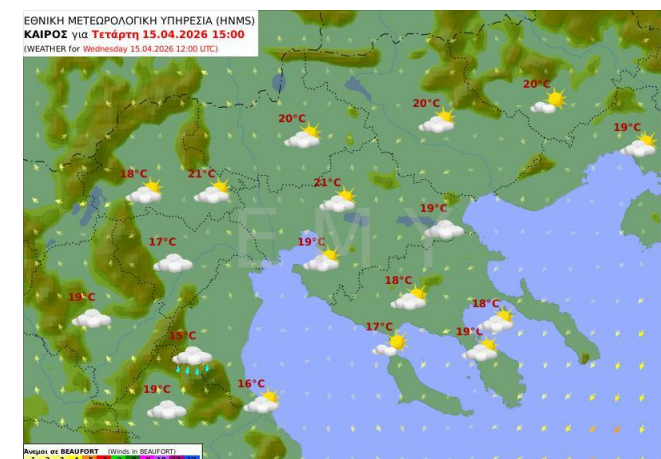 ΕΘΝΙΚΗ ΜΕΤΕΩΡΟΛΟΓΙΚΗ ΥΠΗΡΕΣΙΑ (HNMS)
ΚΑΙΡΟΣ για Τετάρτη 15.04.2026 15:00
(WEATHER for Wednesday 15.04.2026 12:00 UTC)
20°C
20°C
20°C
19°C
18°C
21°C
21°C
19°C
E M Y
17°C
19°C
18°C
19°C
18°C
15°C
17°C
19°C
19°C
16°C
Άνεμοι σε BEAUFORT (Winds in BEAUFORT)